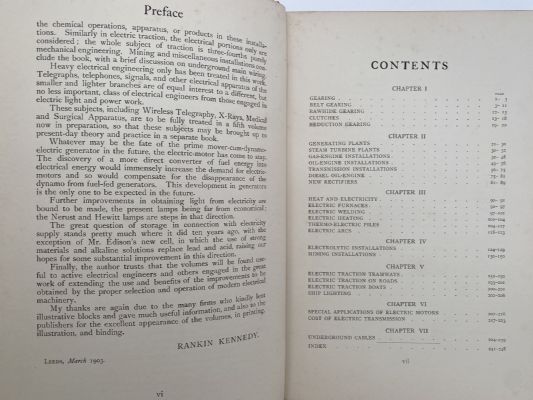 Preface
the chemical operations, apparatus, or products in these installa-
tions. Similarly in electric traction, the electrical portions only are
considered; the whole subject of traction is three-fourths purely
mechanical engineering. Mining and miscellaneous installations con-
clude the book, with a brief discussion on underground main wiring.
Heavy electrical engineering only has been treated in this work.
Telegraphs, telephones, signals, and other electrical apparatus of the
smaller and lighter branches are of equal interest to a different, but
no less important, class of electrical engineers from those engaged in
electric light and power work.
These subjects, including Wireless Telegraphy, X-Rays, Medical
and Surgical Apparatus, are to be fully treated in a fifth volume
now in preparation, so that these subjects may be brought up to
present-day theory and practice in a separate book.
Whatever may be the fate of the prime mover-cum-dynamo-
electric generator in the future, the electric-motor has come to stay.
The discovery of a more direct converter of fuel energy into
electrical energy would immensely increase the demand for electric-
motors and so would compensate for the disappearance of the
dynamo from fuel-fed generators. This development in generators
is the only one to be expected in the future.
Further improvements in obtaining light from electricity are
bound to be made, the present lamps being far from economical;
the Nerust and Hewitt lamps are steps in that direction.
The great question of storage in connection with electricity
supply stands pretty much where it did ten years ago, with the
exception of Mr. Edison's new cell, in which the use of strong
materials and alkaline solutions replace lead and acid, raising our
hopes for some substantial improvement in this direction.
Finally, the author trusts that the volumes will be found use-
ful to active electrical engineers and others engaged in the great
work of extending the use and benefits of the improvements to be
obtained by the proper selection and operation of modern electrical
machinery.
My thanks are again due to the many firms who kindly lent
illustrative blocks and gave much useful information, and also to the
publishers for the excellent appearance of the volumes, in printing,
illustration, and binding.
RANKIN KENNEDY.
Leeds, March 1903.
vi
CONTENTS
CHAPTER I
PAGE
GEARING
BELT GEARING
RAWHIDE GEARING
CLUTCHES
REDUCTION GEARING
CHAPTER II
GENERATING PLANTS
STEAM TURBINE PLANTS
GAS-ENGINE INSTALLATIONS
OIL-ENGINE INSTALLATIONS
TRANSMISSION INSTALLATIONS
DIESEL OIL-ENGINE
NEW RECTIFIERS
CHAPTER III
HEAT AND ELECTRICITY
ELECTRIC FURNACES
ELECTRIC WELDING
ELECTRIC HEATING
THERMO-ELECTRIC PILES
ELECTRIC ARCS
CHAPTER IV
ELECTROLYTIC INSTALLATIONS
MINING INSTALLATIONS
CHAPTER V
ELECTRIC TRACTION TRAMWAYS
ELECTRIC TRACTION ON ROADS
ELECTRIC TRACTION BOATS
SHIP LIGHTING
CHAPTER VI
SPECIAL APPLICATIONS OF ELECTRIC MOTORS
COST OF ELECTRIC TRANSMISSION
CHAPTER VII
UNDERGROUND CABLES
INDEX
vii